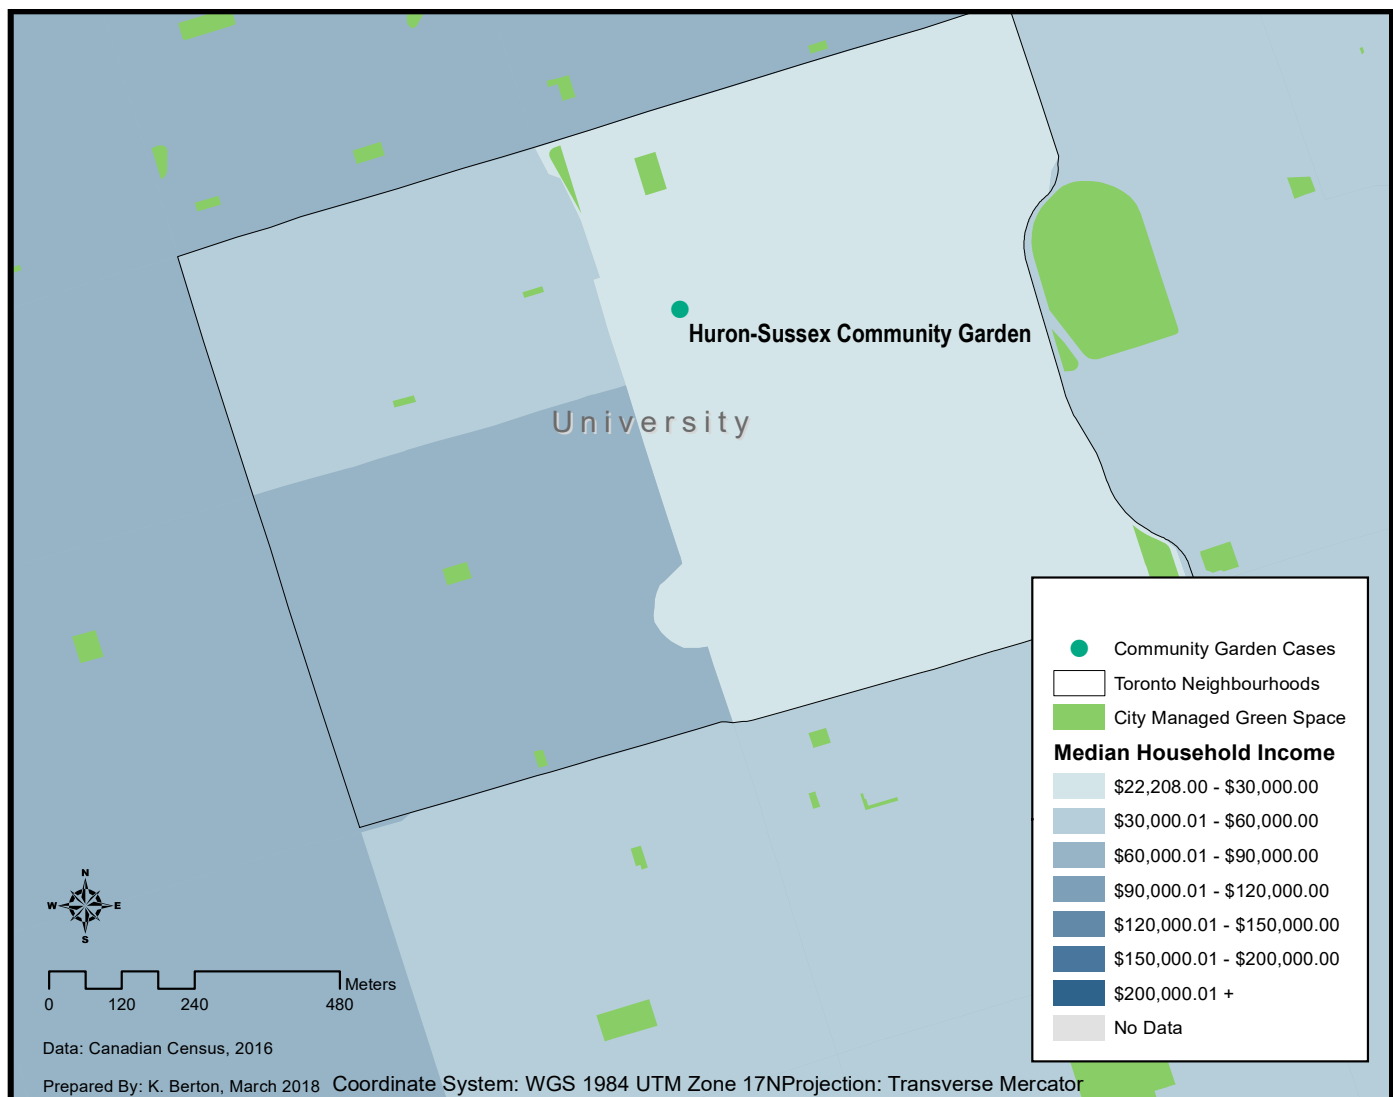 Huron-Sussex Community Garden
University
Community Garden Cases
Toronto Neighbourhoods
City Managed Green Space
Median Household Income
$22,208.00 - $30,000.00
$30,000.01 - $60,000.00
$60,000.01 - $90,000.00
$90,000.01 - $120,000.00
$120,000.01 - $150,000.00
$150,000.01 - $200,000.00
$200,000.01 +
No Data
N
W E
S
Meters
0 120 240 480
Data: Canadian Census, 2016
Prepared By: K. Berton, March 2018 Coordinate System: WGS 1984 UTM Zone 17NProjection: Transverse Mercator